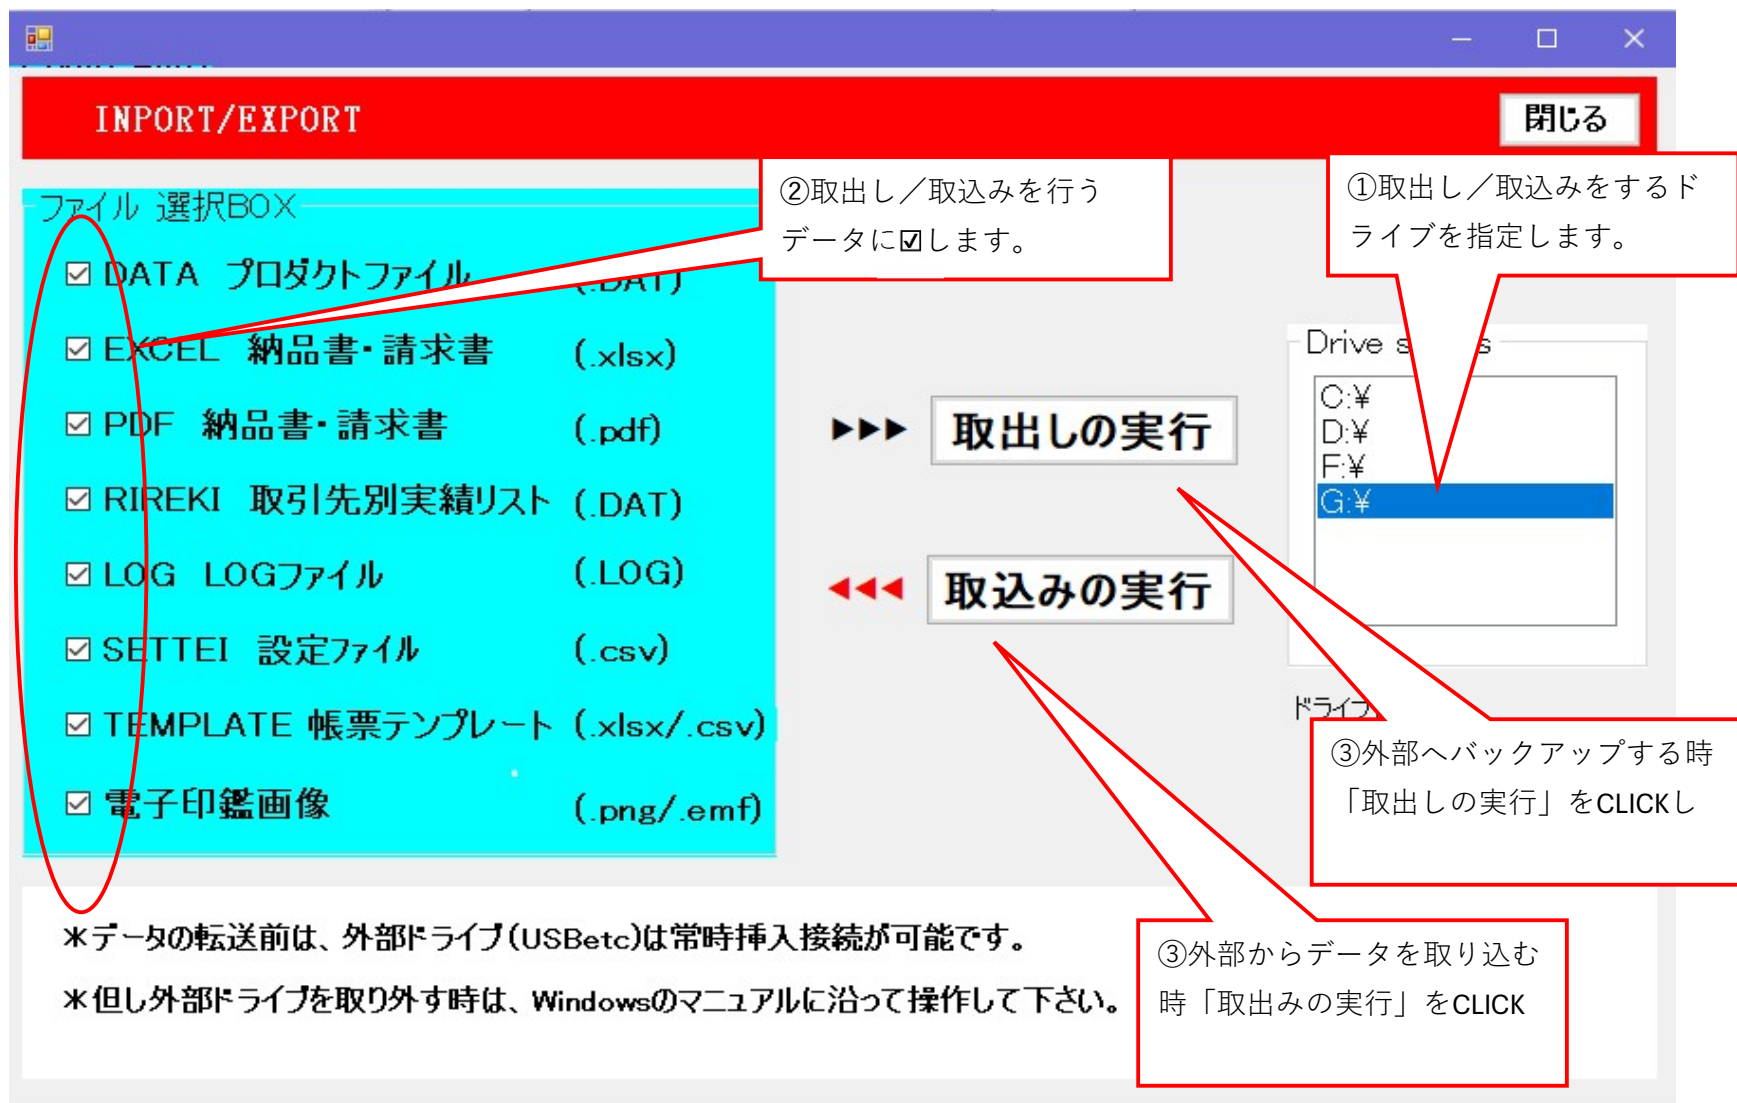 INPORT/EXPORT
閉じる
②取出し／取込みを行う
データに☑します。
①取出し／取込みをするド
ライブを指定します。
ファイル 選択BOX
DATA プロダクトファイル (.DAT)
EXCEL 納品書・請求書 (.xlsx)
PDF 納品書・請求書 (.pdf)
RIREKI 取引先別実績リスト (.DAT)
LOG LOGファイル (.LOG)
SETTEI 設定ファイル (.csv)
TEMPLATE 帳票テンプレート (.xlsx/.csv)
電子印鑑画像 (.png/.emf)
▶▶▶ 取出しの実行
◀◀◀ 取込みの実行
Drive
C:¥
D:¥
F:¥
G:¥
ドライブ
③外部へバックアップする時
「取出しの実行」をCLICKし
③外部からデータを取り込む
時「取出みの実行」をCLICK
＊データの転送前は、外部ドライブ(USBetc)は常時挿入接続が可能です。
＊但し外部ドライブを取り外す時は、Windowsのマニュアルに沿って操作して下さい。